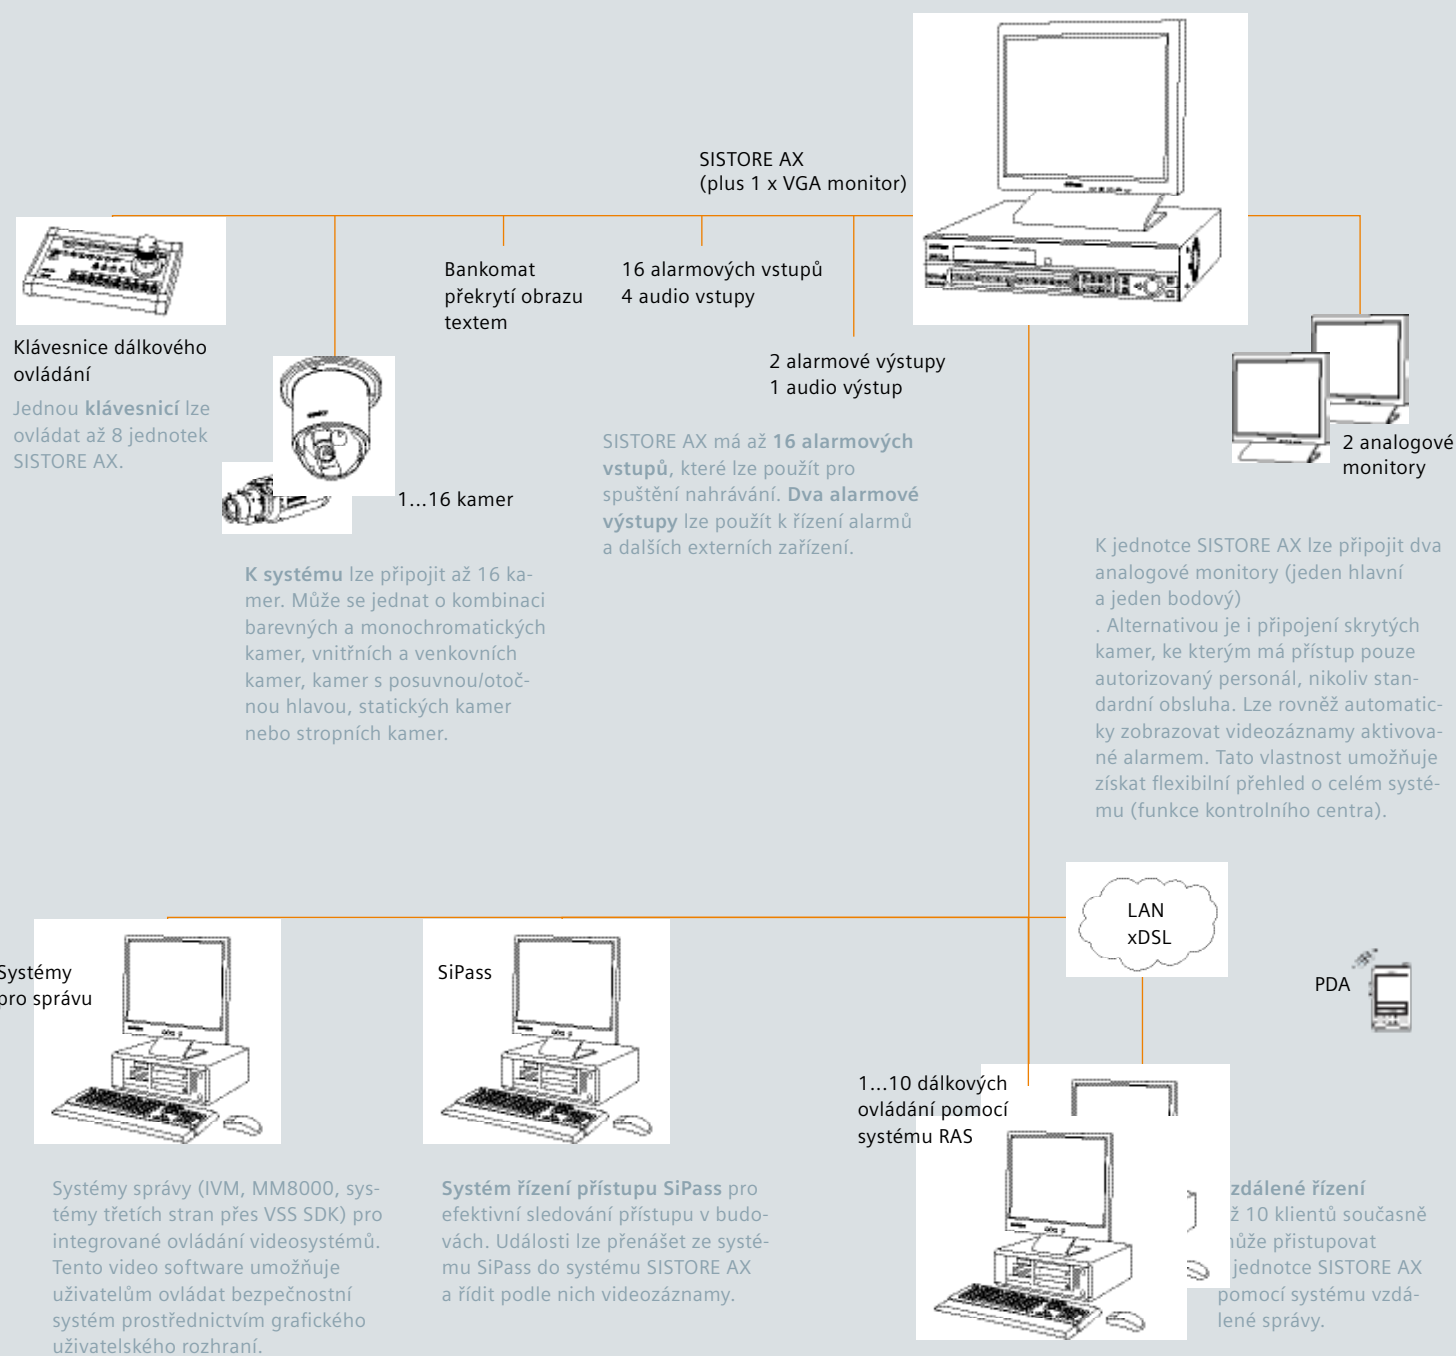 SISTORE AX
(plus 1 x VGA monitor)
Klávesnice dálkového
ovládání
Jednou klávesnicí lze
ovládat až 8 jednotek
SISTORE AX.
Bankomat
překrytí obrazu
textem
16 alarmových vstupů
4 audio vstupy
2 alarmové výstupy
1 audio výstup
1...16 kamer
K systému lze připojit až 16 ka-
mer. Může se jednat o kombinaci
barevných a monochromatických
kamer, vnitřních a venkovních
kamer, kamer s posuvnou/otoč-
nou hlavou, statických kamer
nebo stropních kamer.
SISTORE AX má až 16 alarmových
vstupů, které lze použít pro
spuštění nahrávání. Dva alarmové
výstupy lze použít k řízení alarmů
a dalších externích zařízení.
2 analogové
monitory
K jednotce SISTORE AX lze připojit dva
analogové monitory (jeden hlavní
a jeden bodový)
. Alternativou je i připojení skrytých
kamer, ke kterým má přístup pouze
autorizovaný personál, nikoliv stan-
dardní obsluha. Lze rovněž automatic-
ky zobrazovat videozáznamy aktivova-
né alarmem. Tato vlastnost umožňuje
získat flexibilní přehled o celém systé-
mu (funkce kontrolního centra).
LAN
xDSL
PDA
Systémy
pro správu
SiPass
1...10 dálkových
ovládání pomocí
systému RAS
Systémy správy (IVM, MM8000, sys-
témy třetích stran přes VSS SDK) pro
integrované ovládání videosystémů.
Tento video software umožňuje
uživatelům ovládat bezpečnostní
systém prostřednictvím grafického
uživatelského rozhraní.
Systém řízení přístupu SiPass pro
efektivní sledování přístupu v budo-
vách. Události lze přenášet ze systé-
mu SiPass do systému SISTORE AX
a řídit podle nich videozáznamy.
zdálené řízení
ž 10 klientů současně
ůže přistupovat
jednotce SISTORE AX
pomocí systému vzdá-
lené správy.